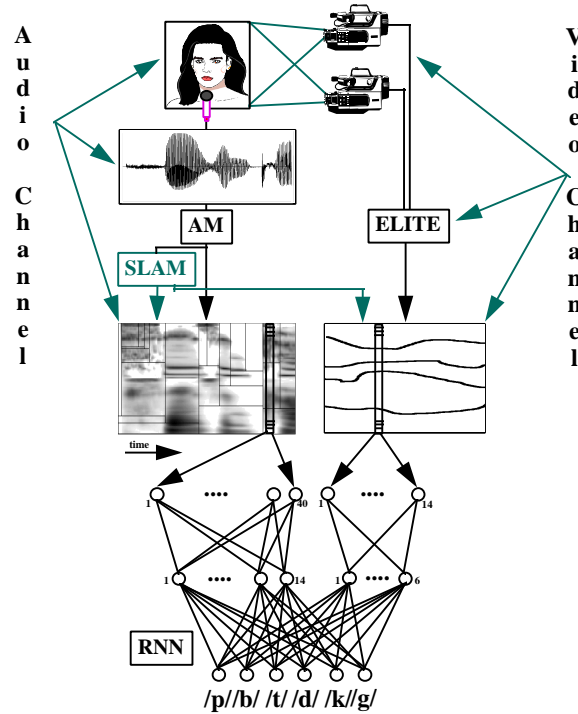 Audio Channel
Video Channel
AM
ELITE
SLAM
time
1 .... 40 1 14
1 .... 14 1 .... 6
RNN
/p//b/ /t/ /d/ /k//g/